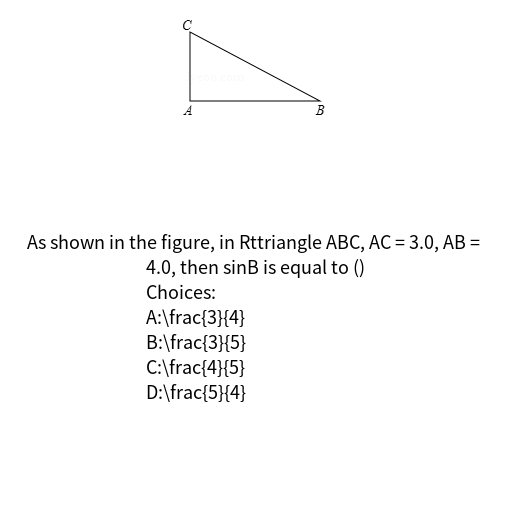 C
A
B
As shown in the figure, in Rttriangle ABC, AC = 3.0, AB =
4.0, then sinB is equal to ()
Choices:
A:\frac{3}{4}
B:\frac{3}{5}
C:\frac{4}{5}
D:\frac{5}{4}